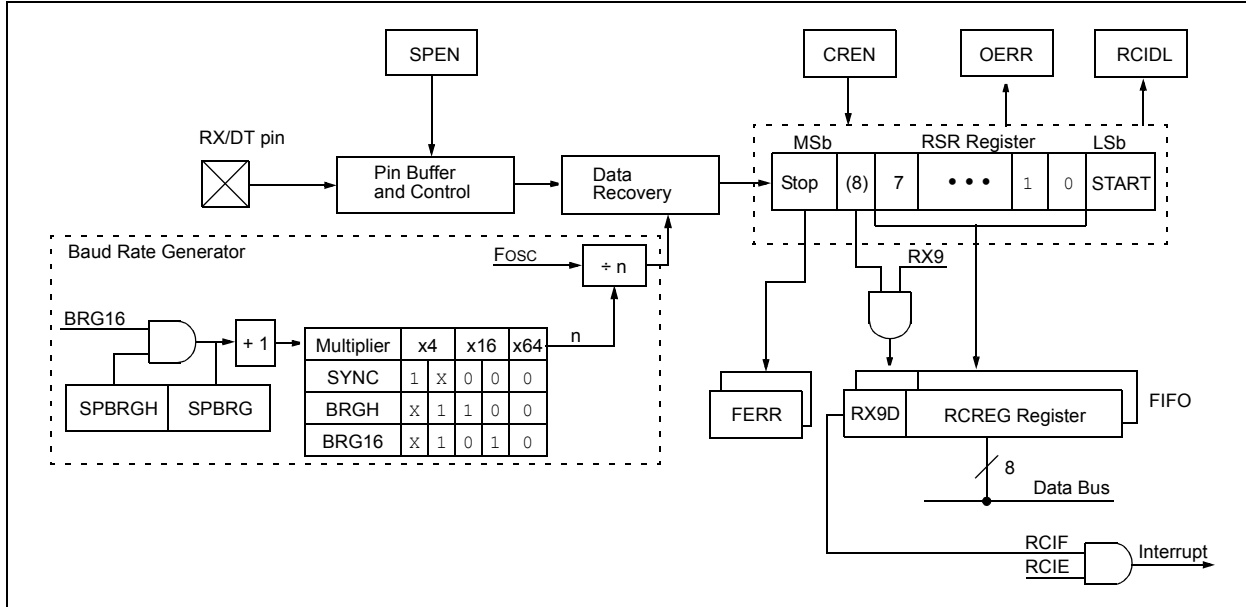 SPEN
CREN
OERR
RCIDL
RX/DT pin
Pin Buffer
and Control
Data
Recovery
MSb
RSR Register
LSb
Stop (8) 7 • • • 1 0 START
Baud Rate Generator
FOSC
÷ n
RX9
BRG16
+ 1
n
SPBRGH SPBRG
Multiplier x4 x16 x64
SYNC 1 X 0 0 0
BRGH X 1 1 0 0
BRG16 X 1 0 1 0
FERR
RX9D RCREG Register
FIFO
8
Data Bus
RCIF
RCIE
Interrupt